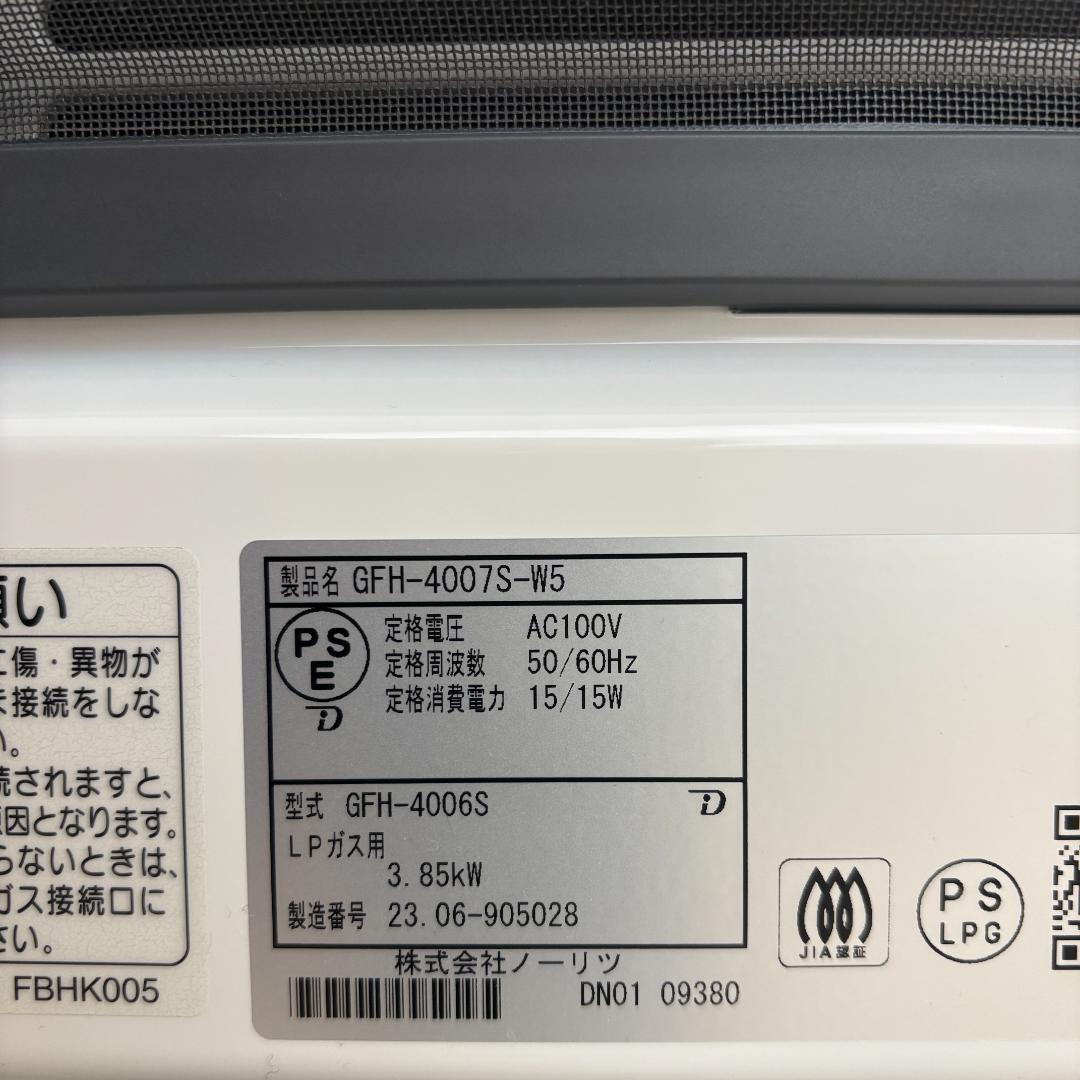 願い
に傷・異物が
ま接続をしな
い。
続されますと、
原因となります。
らないときは、
ガス接続口に
さい。
FBHK005
製品名 GFH-4007S-W5
PS
E
定格電圧 AC100V
定格周波数 50/60Hz
定格消費電力 15/15W
型式 GFH-4006S
LPガス用
3.85kW
製造番号 23.06-905028
株式会社ノーリツ
DN01 09380
JIA認証
PS
LPG